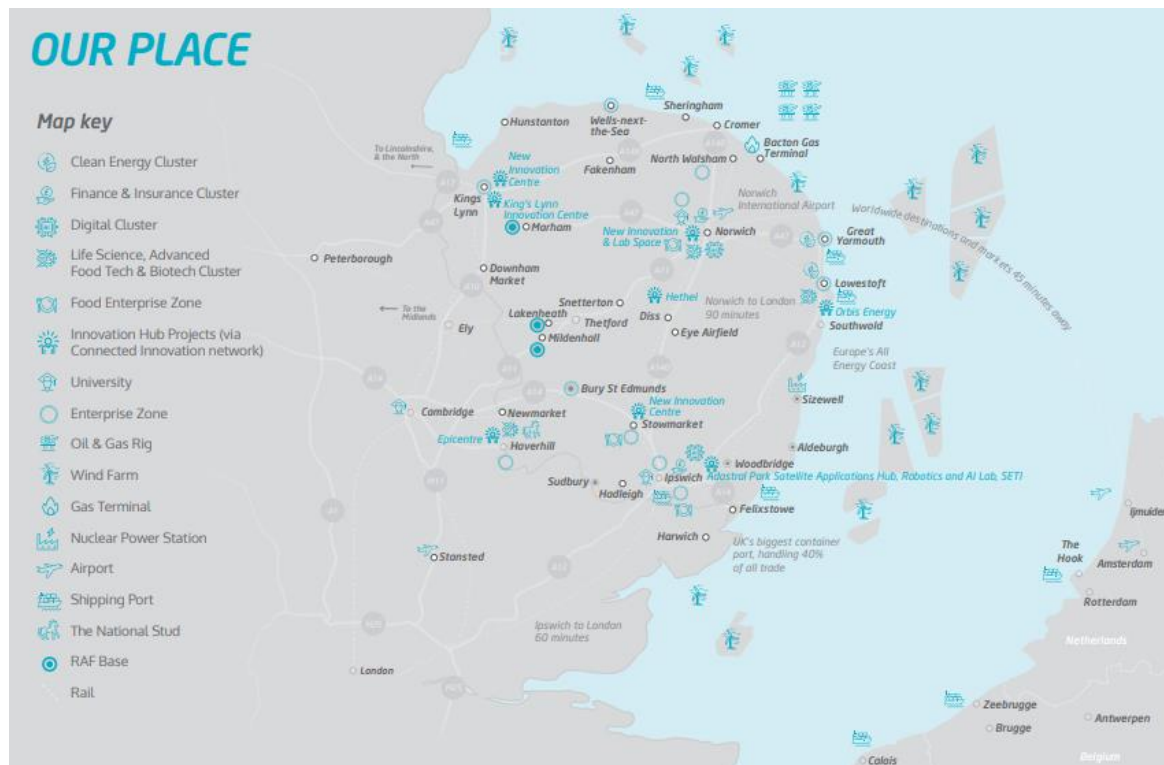 OUR PLACE
Map key
Clean Energy Cluster
Finance & Insurance Cluster
Digital Cluster
Life Science, Advanced
Food Tech & Biotech Cluster
Food Enterprise Zone
Innovation Hub Projects (via
Connected Innovation network)
University
Enterprise Zone
Oil & Gas Rig
Wind Farm
Gas Terminal
Nuclear Power Station
Airport
Shipping Port
The National Stud
RAF Base
Rail
To Lincolnshire,
& the North
Hunstanton
Wells-next-
the-Sea
Sheringham
Cromer
Bacton Gas
Terminal
North Walsham
Fakenham
New
Innovation
Centre
Kings
Lynn
King's Lynn
Innovation Centre
Marham
Norwich
International Airport
New Innovation
& Lab Space
Norwich
Great
Yarmouth
Worldwide destinations and markets 45 minutes away
Peterborough
Downham
Market
To the
Midlands
Ely
Snetterton
Lakenheath
Thetford
Mildenhall
Hethel
Diss
Eye Airfield
Norwich to London
90 minutes
Lowestoft
Orbis Energy
Southwold
Europe's All
Energy Coast
Sizewell
Bury St Edmunds
Cambridge
Newmarket
New Innovation
Centre
Stowmarket
Epicentre
Haverhill
Aldeburgh
Woodbridge
Sudbury
Ipswich
Adastral Park Satellite Applications Hub, Robotics and AI Lab, SETI
Hadleigh
Felixstowe
Harwich
UK's biggest container
port, handling 40%
of all trade
Stansted
Ipswich to London
60 minutes
London
Ijmuiden
The
Hook
Amsterdam
Rotterdam
Netherlands
Zeebrugge
Brugge
Antwerpen
Calais
Belgium